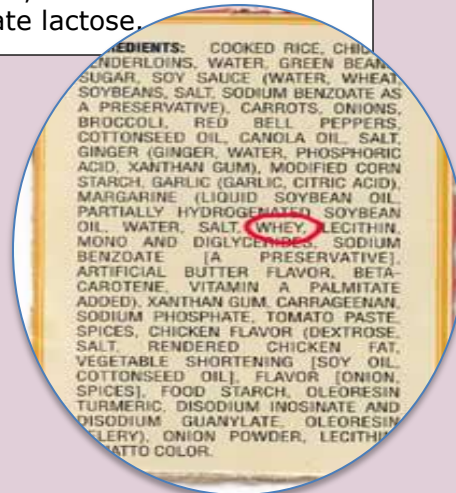 ate lactose.
EDIENTS: COOKED RICE, CHIC
ENDERLOINS, WATER, GREEN BEAN
SUGAR, SOY SAUCE (WATER, WHEAT
SOYBEANS, SALT, SODIUM BENZOATE AS
A PRESERVATIVE), CARROTS, ONIONS,
BROCCOLI, RED BELL PEPPERS,
COTTONSEED OIL, CANOLA OIL, SALT,
GINGER (GINGER, WATER, PHOSPHORIC
ACID, XANTHAN GUM), MODIFIED CORN
STARCH, GARLIC (GARLIC, CITRIC ACID),
MARGARINE (LIQUID SOYBEAN OIL,
PARTIALLY HYDROGENATED SOYBEAN
OIL, WATER, SALT, WHEY, LECITHIN,
MONO AND DIGLYCERIDES, SODIUM
BENZOATE [A PRESERVATIVE],
ARTIFICIAL BUTTER FLAVOR, BETA-
CAROTENE, VITAMIN A PALMITATE
ADDED), XANTHAN GUM, CARRAGEENAN,
SODIUM PHOSPHATE, TOMATO PASTE,
SPICES, CHICKEN FLAVOR (DEXTROSE,
SALT, RENDERED CHICKEN FAT,
VEGETABLE SHORTENING [SOY OIL,
COTTONSEED OIL], FLAVOR [ONION,
SPICES], FOOD STARCH, OLEORESIN
TURMERIC, DISODIUM INOSINATE AND
DISODIUM GUANYLATE, OLEORESIN
ELERY), ONION POWDER, LECITHIN
ATTO COLOR.